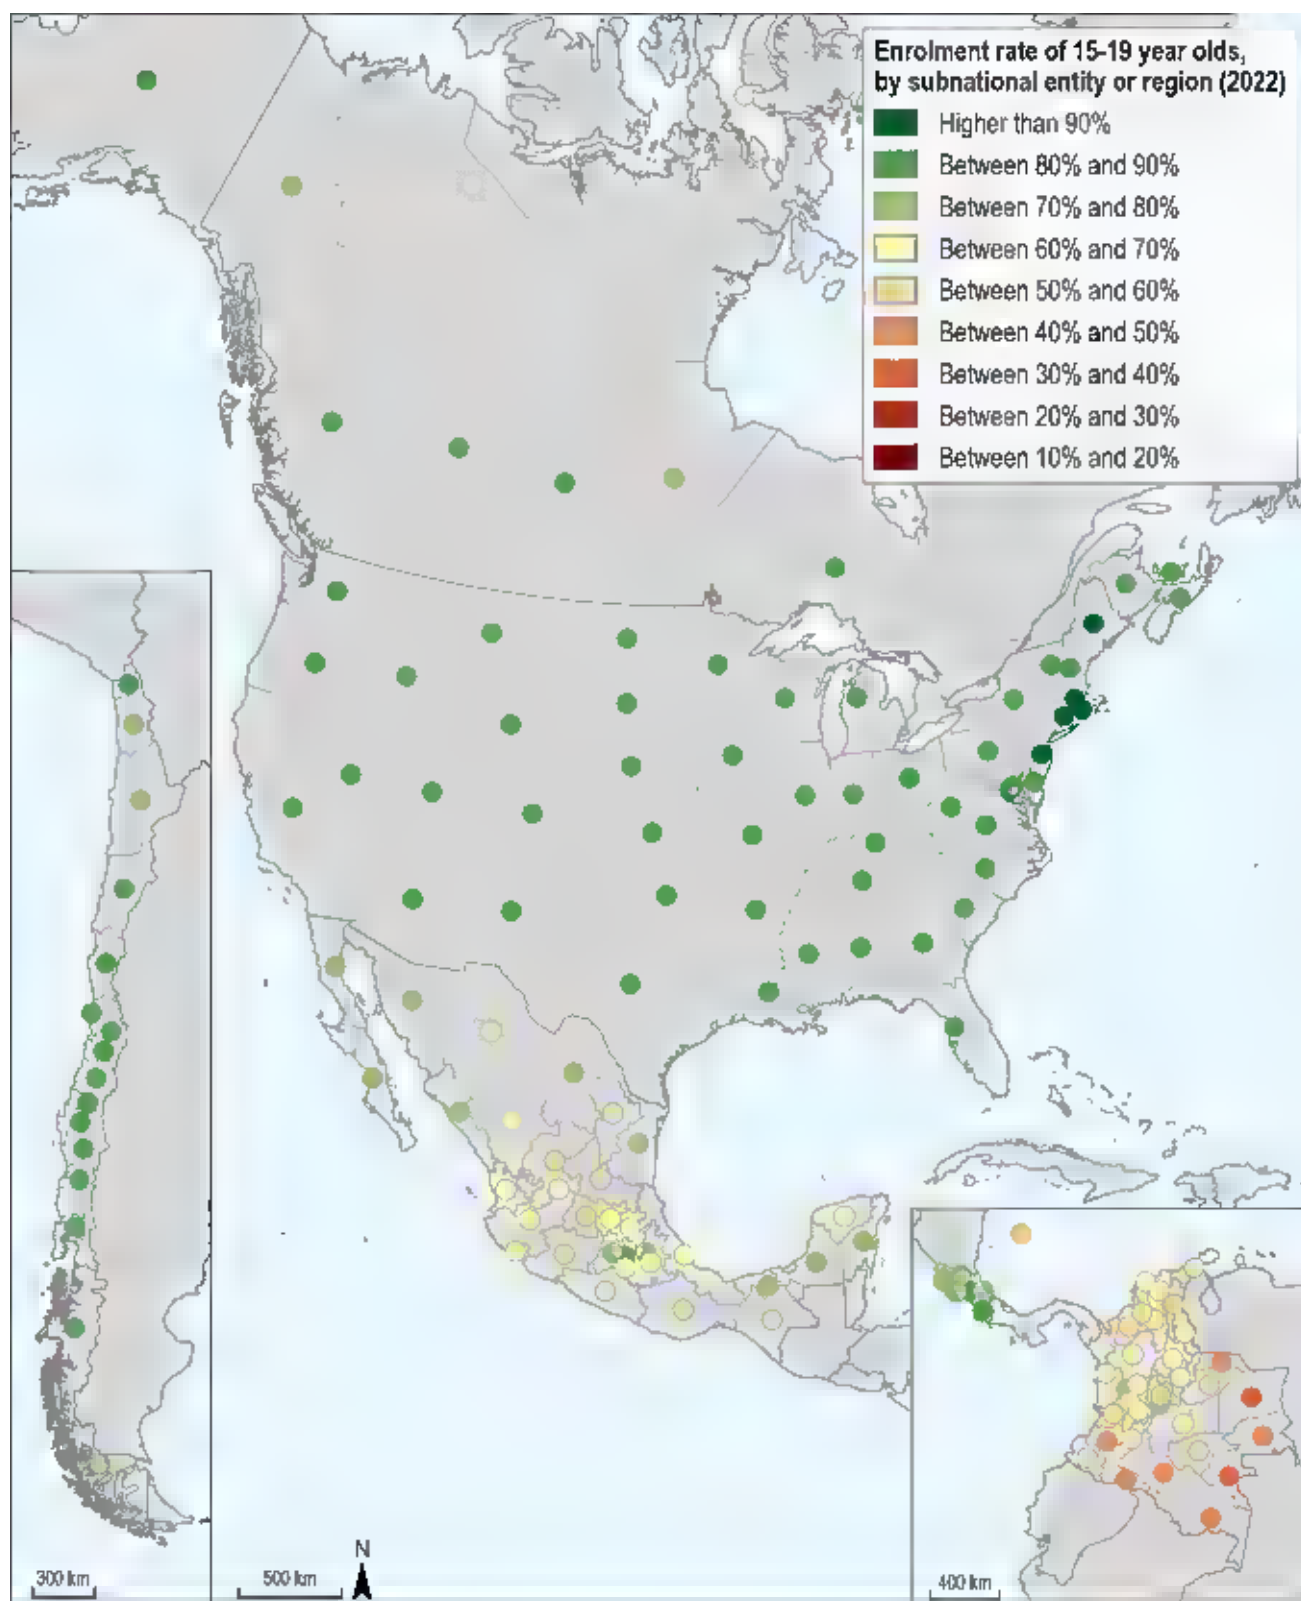 Enrolment rate of 15-19 year olds,
by subnational entity or region (2022)
Higher than 90%
Between 80% and 90%
Between 70% and 80%
Between 60% and 70%
Between 50% and 60%
Between 40% and 50%
Between 30% and 40%
Between 20% and 30%
Between 10% and 20%
N
300 km
500 km
400 km